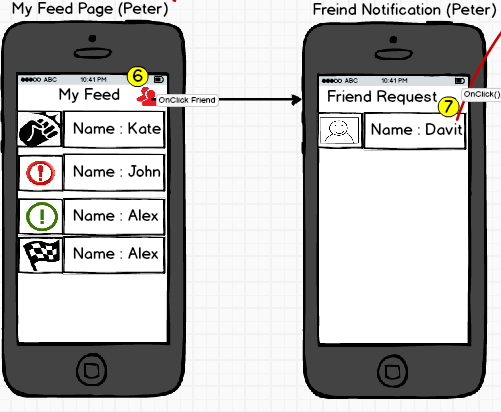 My Feed Page (Peter)
Freind Notification (Peter)
ABC 10:41 PM
6
My Feed
OnClick Friend
Name : Kate
Name : John
Name : Alex
Name : Alex
ABC 10:41 PM
Friend Request
7
OnClick()
Name : Davit